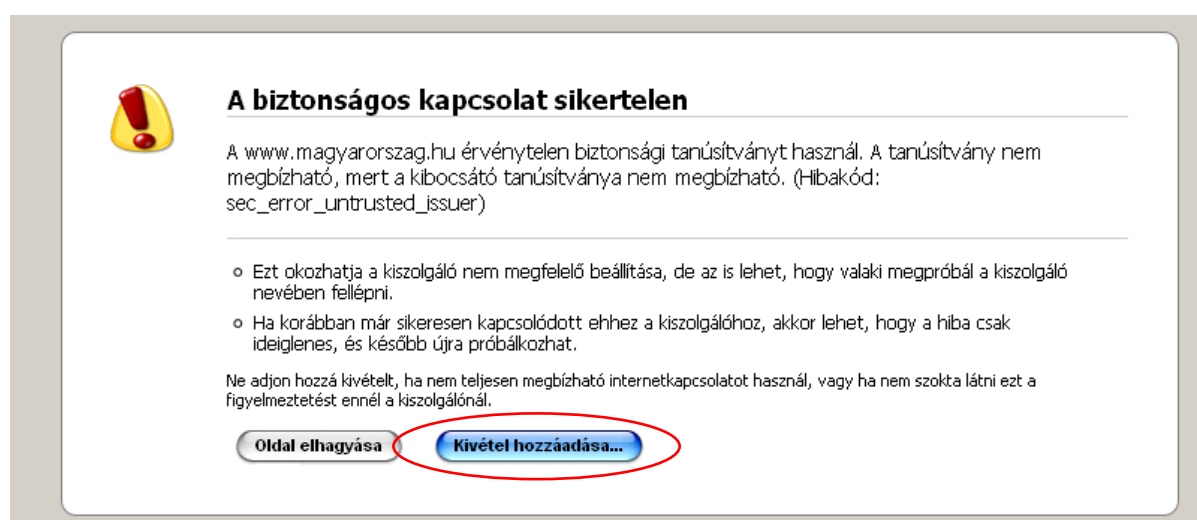 A biztonságos kapcsolat sikertelen
A www.magyarorszag.hu érvénytelen biztonsági tanúsítványt használ. A tanúsítvány nem
megbízható, mert a kibocsátó tanúsítványa nem megbízható. (Hibakód:
sec_error_untrusted_issuer)
Ezt okozhatja a kiszolgáló nem megfelelő beállítása, de az is lehet, hogy valaki megpróbál a kiszolgáló
nevében fellépni.
Ha korábban már sikeresen kapcsolódott ehhez a kiszolgálóhoz, akkor lehet, hogy a hiba csak
ideiglenes, és később újra próbálkozhat.
Ne adjon hozzá kivételt, ha nem teljesen megbízható internetkapcsolatot használ, vagy ha nem szokta látni ezt a
figyelmeztetést ennél a kiszolgálónál.
Oldal elhagyása Kivétel hozzáadása...